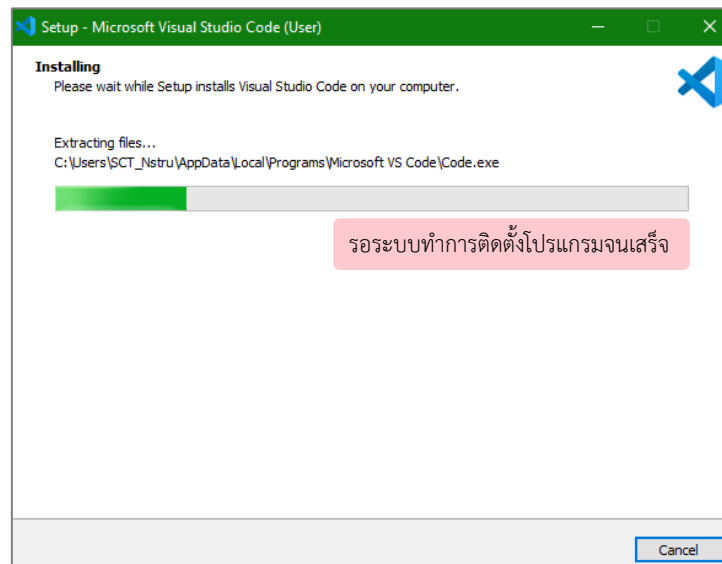 Setup - Microsoft Visual Studio Code (User)
Installing
Please wait while Setup installs Visual Studio Code on your computer.
Extracting files...
C:\Users\SCT_Nstru\AppData\Local\Programs\Microsoft VS Code\Code.exe
รอระบบทำการติดตั้งโปรแกรมจนเสร็จ
Cancel